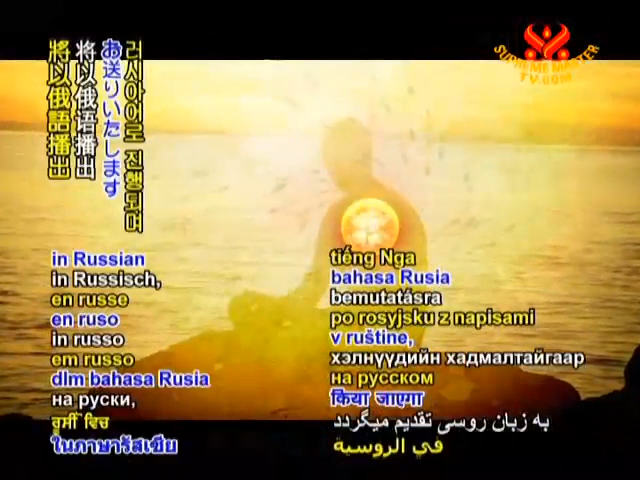 SUPREME MASTER
TV.COM
러시아어로 진행되며
お送りいたします
将以俄语播出
將以俄語播出
in Russian
in Russisch,
en russe
en ruso
in russo
em russo
dlm bahasa Rusia
на руски,
ਰੂਸੀ ਵਿਚ
ในภาษารัสเซีย
tiếng Nga
bahasa Rusia
bemutatásra
po rosyjsku z napisami
v ruštine,
хэлнүүдийн хадмалтайгаар
на русском
किया जाएगा
به زبان روسی تقدیم میگردد
في الروسية